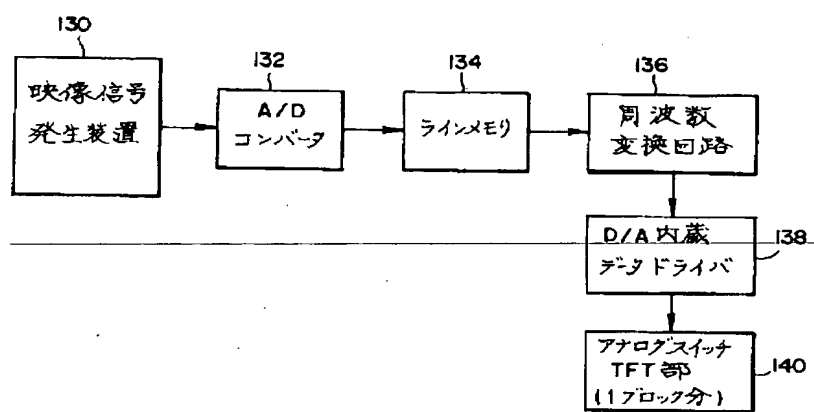 130
映像信号
発生装置
132
A/D
コンバータ
134
ラインメモリ
136
周波数
変換回路
D/A内蔵
データドライバ
138
アナログスイッチ
TFT部
(1ブロック分)
140